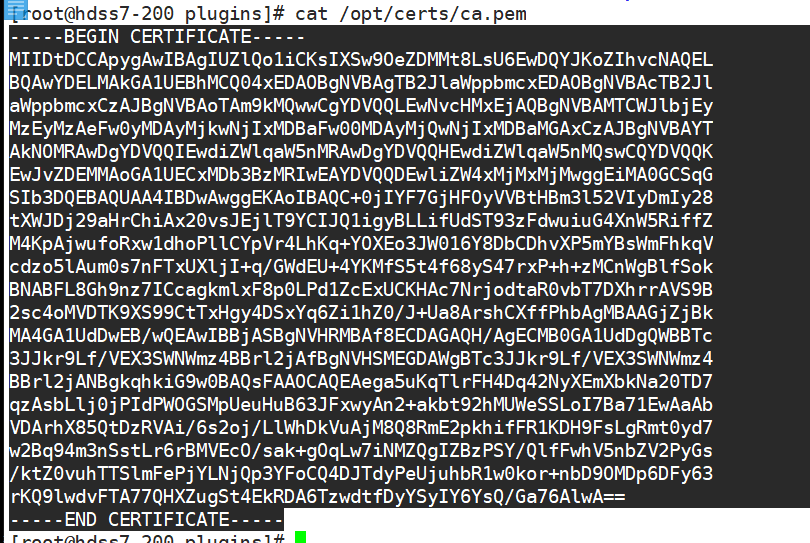 [root@hdss7-200 plugins]# cat /opt/certs/ca.pem
-----BEGIN CERTIFICATE-----
MIIDtDCCApygAwIBAgIUZlQo1iCKsIXSw9OeZDMMt8LsU6EwDQYJKoZIhvcNAQEL
BQAwYDELMAkGA1UEBhMCQ04xEDAOBgNVBAgTB2JlaWppbmcxEDAOBgNVBAcTB2Jl
aWppbmcxCzAJBgNVBAoTAm9kMQwwCgYDVQQLEwNvcHMxEjAQBgNVBAMTCWJlbjEy
MzEyMzAeFw0yMDAyMjkwNjIxMDBaFw00MDAyMjQwNjIxMDBaMGAxCzAJBgNVBAYT
AkNOMRAwDgYDVQQIEwdiZWlqaW5nMRAwDgYDVQQHEwdiZWlqaW5nMQswCQYDVQQK
EwJvZDEMMAoGA1UECxMDb3BzMRIwEAYDVQQDEwliZW4xMjMxMjMwggEiMA0GCSqG
SIb3DQEBAQUAA4IBDwAwggEKAoIBAQC+0jIYF7GjHFOyVVBtHBm3l52VIyDmIy28
tXWJDj29aHrChiAx20vsJEjlT9YCIJQ1igyBLLifUdST93zFdwuiuG4XnW5RiffZ
M4KpAjwufoRxw1dhoPllCYpVr4LhKq+YOXEo3JW016Y8DbCDhvXP5mYBsWmFhkqV
cdzo5lAum0s7nFTxUXljI+q/GWdEU+4YKMfS5t4f68yS47rxP+h+zMCnWgBlfSok
BNABFL8Gh9nz7ICcagkmlxF8p0LPd1ZcExUCKHAc7NrjodtaR0vbT7DXhrrAVS9B
2sc4oMVDTK9XS99CtTxHgy4DSxYq6Zi1hZ0/J+Ua8ArshCXffPhbAgMBAAGjZjBk
MA4GA1UdDwEB/wQEAwIBBjASBgNVHRMBAf8ECDAGAQH/AgECMB0GA1UdDgQWBBTc
3JJkr9Lf/VEX3SWNWmz4BBrl2jAfBgNVHSMEGDAWgBTc3JJkr9Lf/VEX3SWNWmz4
BBrl2jANBgkqhkiG9w0BAQsFAAOCAQEAega5uKqTlrFH4Dq42NyXEmXbkNa20TD7
qzAsbLlj0jPIdPWOGSMpUeuHuB63JFxwyAn2+akbt92hMUWeSSLoI7Ba71EwAaAb
VDArhX85QtDzRVAi/6s2oj/LlWhDkVuAjM8Q8RmE2pkhifFR1KDH9FsLgRmt0yd7
w2Bq94m3nSstLr6rBMVEcO/sak+gOqLw7iNMZQgIZBzPSY/QlfFwhV5nbZV2PyGs
/ktZ0vuhTTSlmFePjYLNjQp3YFoCQ4DJTdyPeUjuhbR1w0kor+nbD9OMDp6DFy63
rKQ9lwdvFTA77QHXZugSt4EkRDA6TzwdtfDyYSyIY6YsQ/Ga76AlwA==
-----END CERTIFICATE-----
[root@hdss7-200 plugins]#